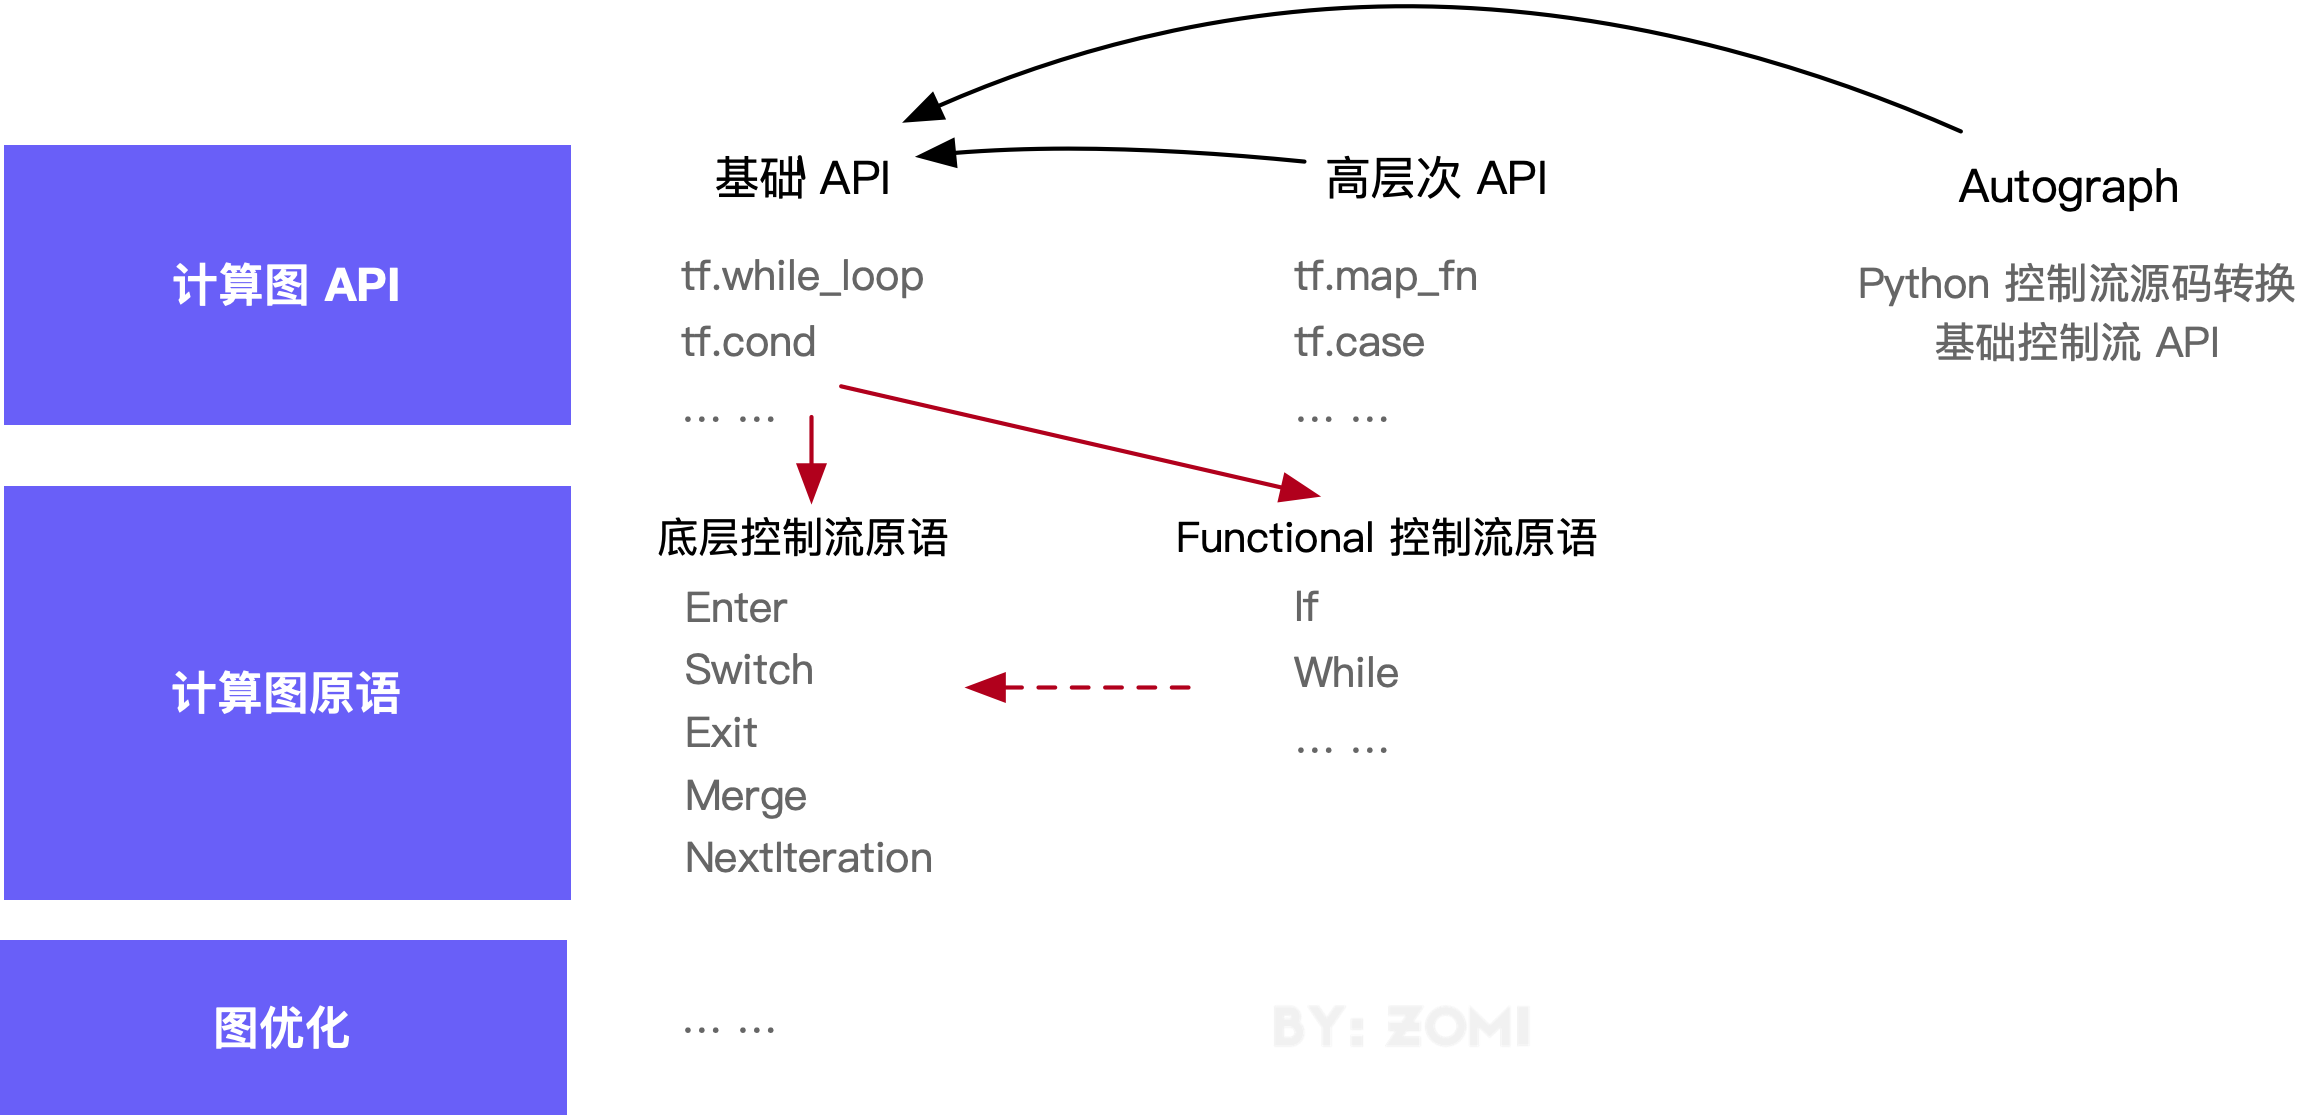 计算图 API
基础 API
tf.while_loop
tf.cond
... ...
高层次 API
tf.map_fn
tf.case
... ...
Autograph
Python 控制流源码转换
基础控制流 API
计算图原语
底层控制流原语
Enter
Switch
Exit
Merge
NextIteration
Functional 控制流原语
If
While
... ...
图优化
... ...
BY: ZOMI